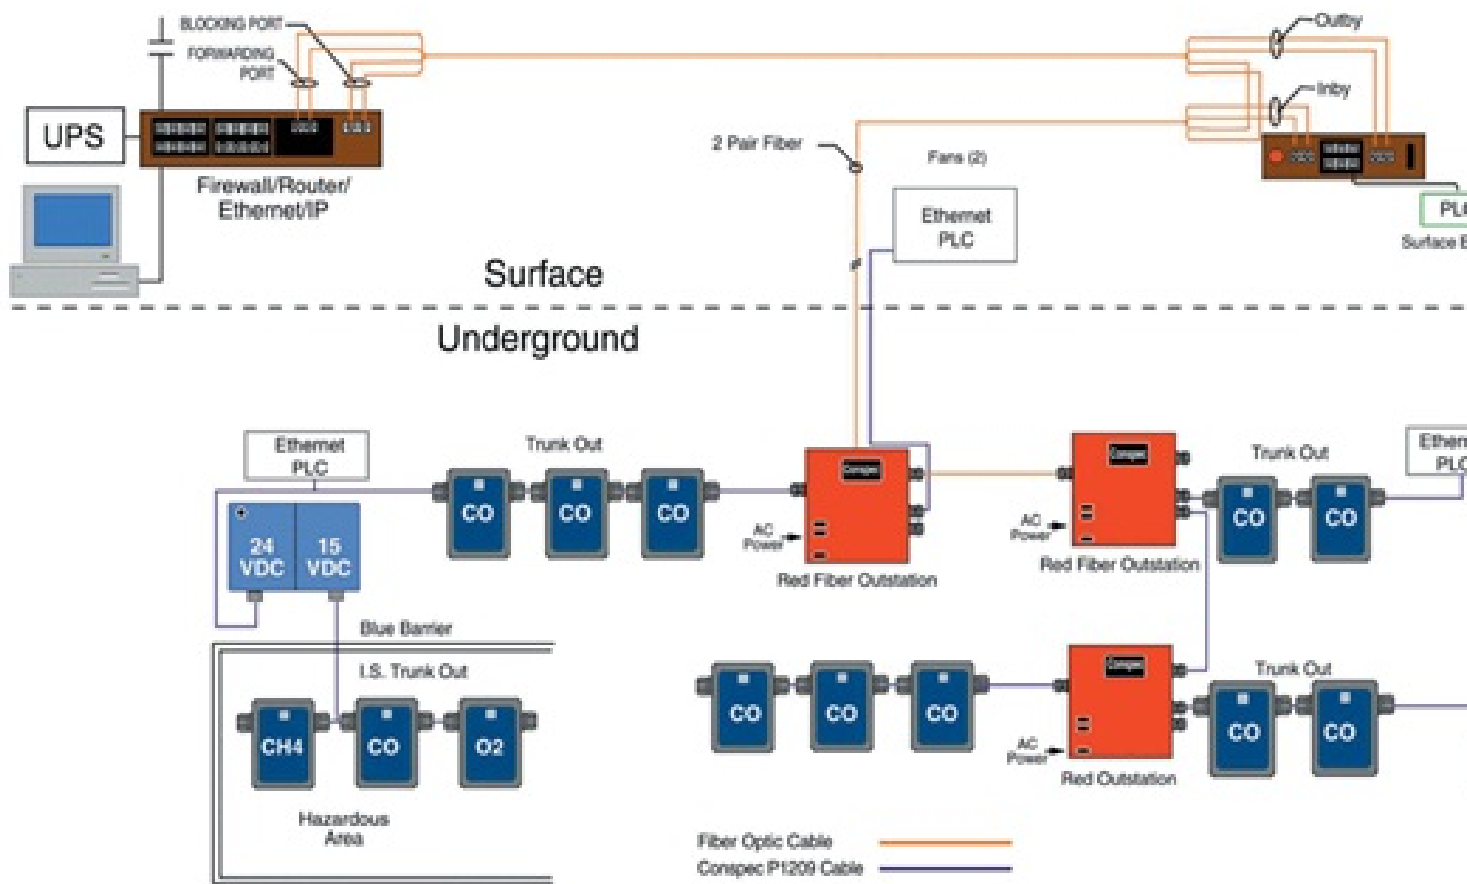 BLOCKING PORT
FORWARDING
PORT
UPS
Firewall/Router/
Ethernet/IP
Outby
Inby
2 Pair Fiber
Fans (2)
Ethernet
PLC
Surface
Underground
Ethernet
PLC
Trunk Out
CO
CO
CO
Conspec
AC
Power
Red Fiber Outstation
Conspec
AC
Power
Red Fiber Outstation
Trunk Out
CO
CO
24
VDC
15
VDC
Blue Barrier
I.S. Trunk Out
CH4
CO
O2
Hazardous
Area
CO
CO
CO
Conspec
AC
Power
Red Outstation
Trunk Out
CO
CO
Fiber Optic Cable
Conspec P1209 Cable